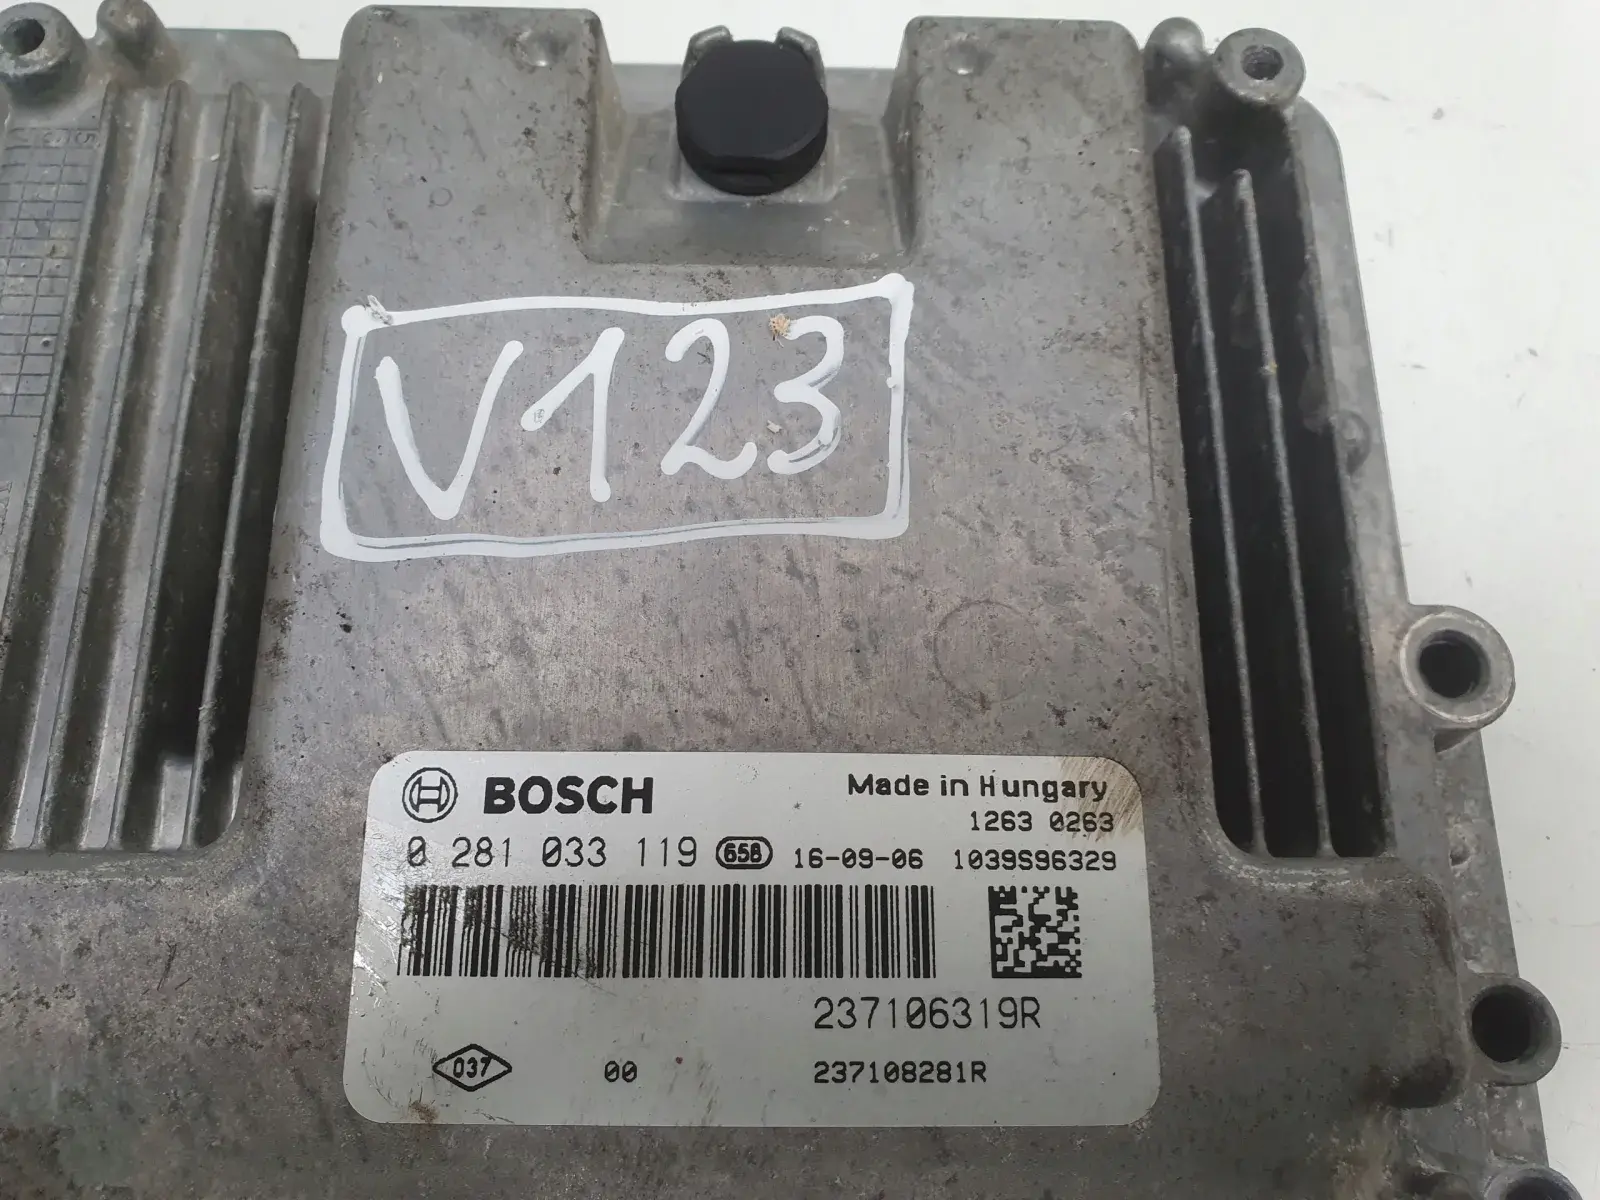 V123
BOSCH
Made in Hungary
1263 0263
0 281 033 119 658 16-09-06 1039S96329
237106319R
037 00 237108281R